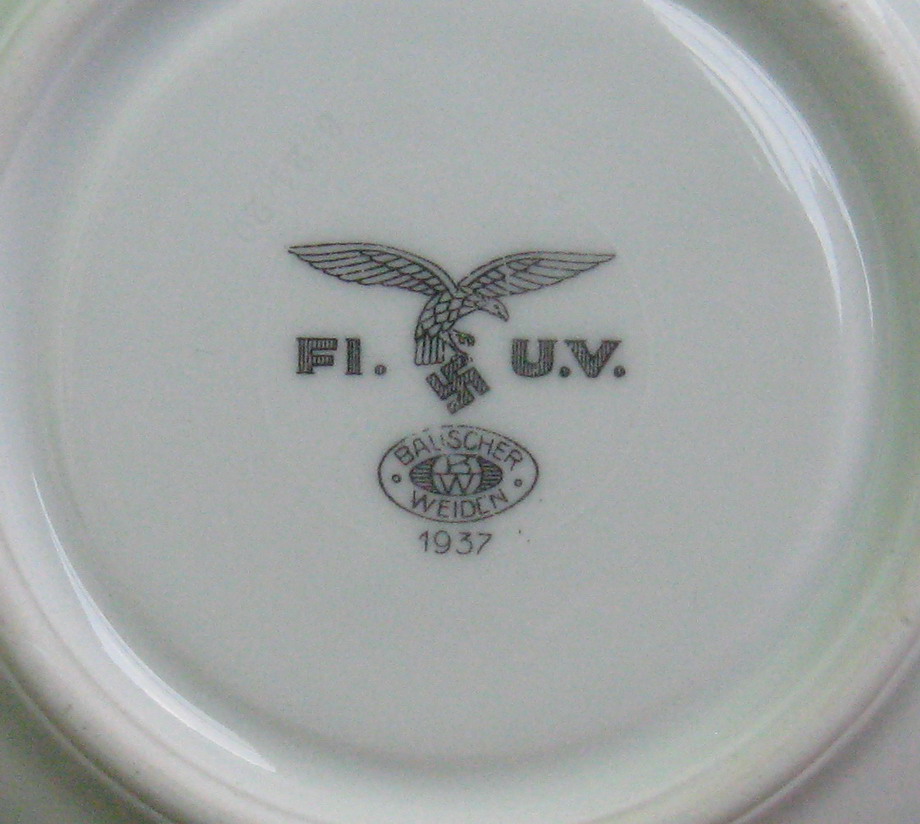 Fl. U.V.
BAUSCHER
BW
WEIDEN
1937